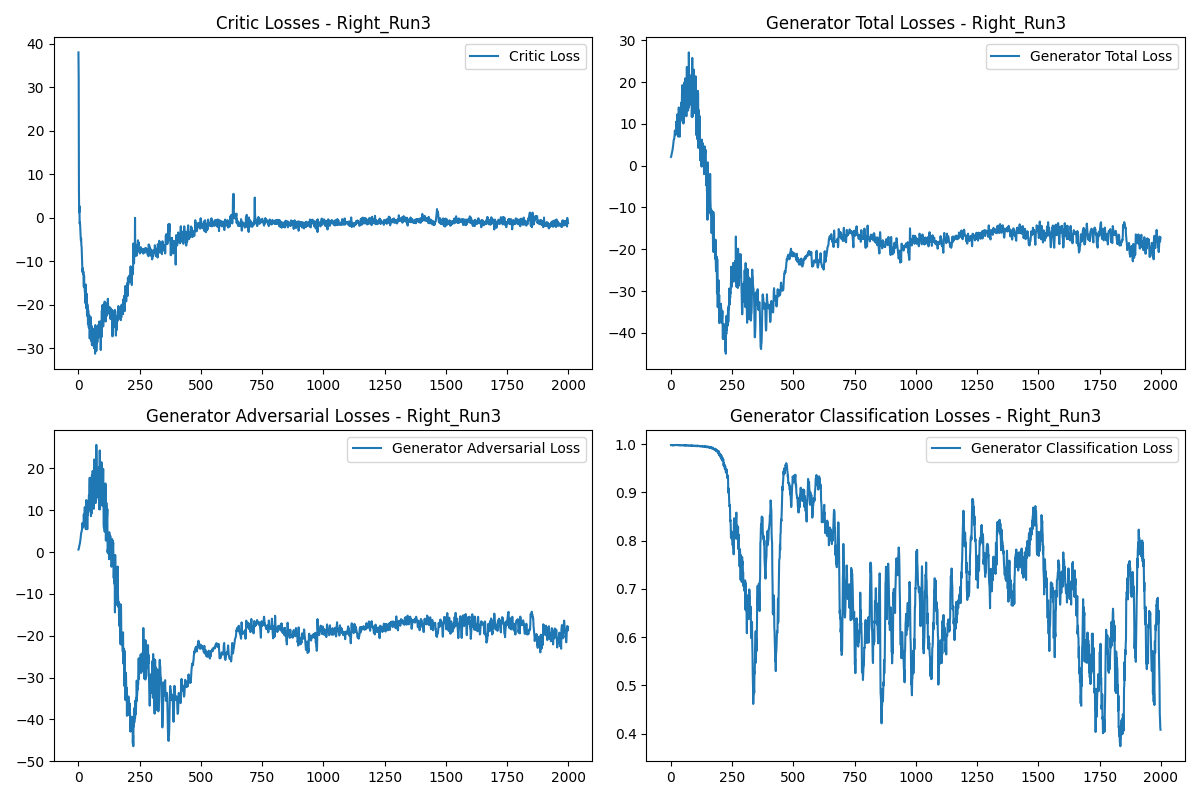 Critic Losses - Right_Run3
Critic Loss
40
30
20
10
0
−10
−20
−30
0 250 500 750 1000 1250 1500 1750 2000
Generator Total Losses - Right_Run3
Generator Total Loss
30
20
10
0
−10
−20
−30
−40
0 250 500 750 1000 1250 1500 1750 2000
Generator Adversarial Losses - Right_Run3
Generator Adversarial Loss
20
10
0
−10
−20
−30
−40
−50
0 250 500 750 1000 1250 1500 1750 2000
Generator Classification Losses - Right_Run3
Generator Classification Loss
1.0
0.9
0.8
0.7
0.6
0.5
0.4
0 250 500 750 1000 1250 1500 1750 2000